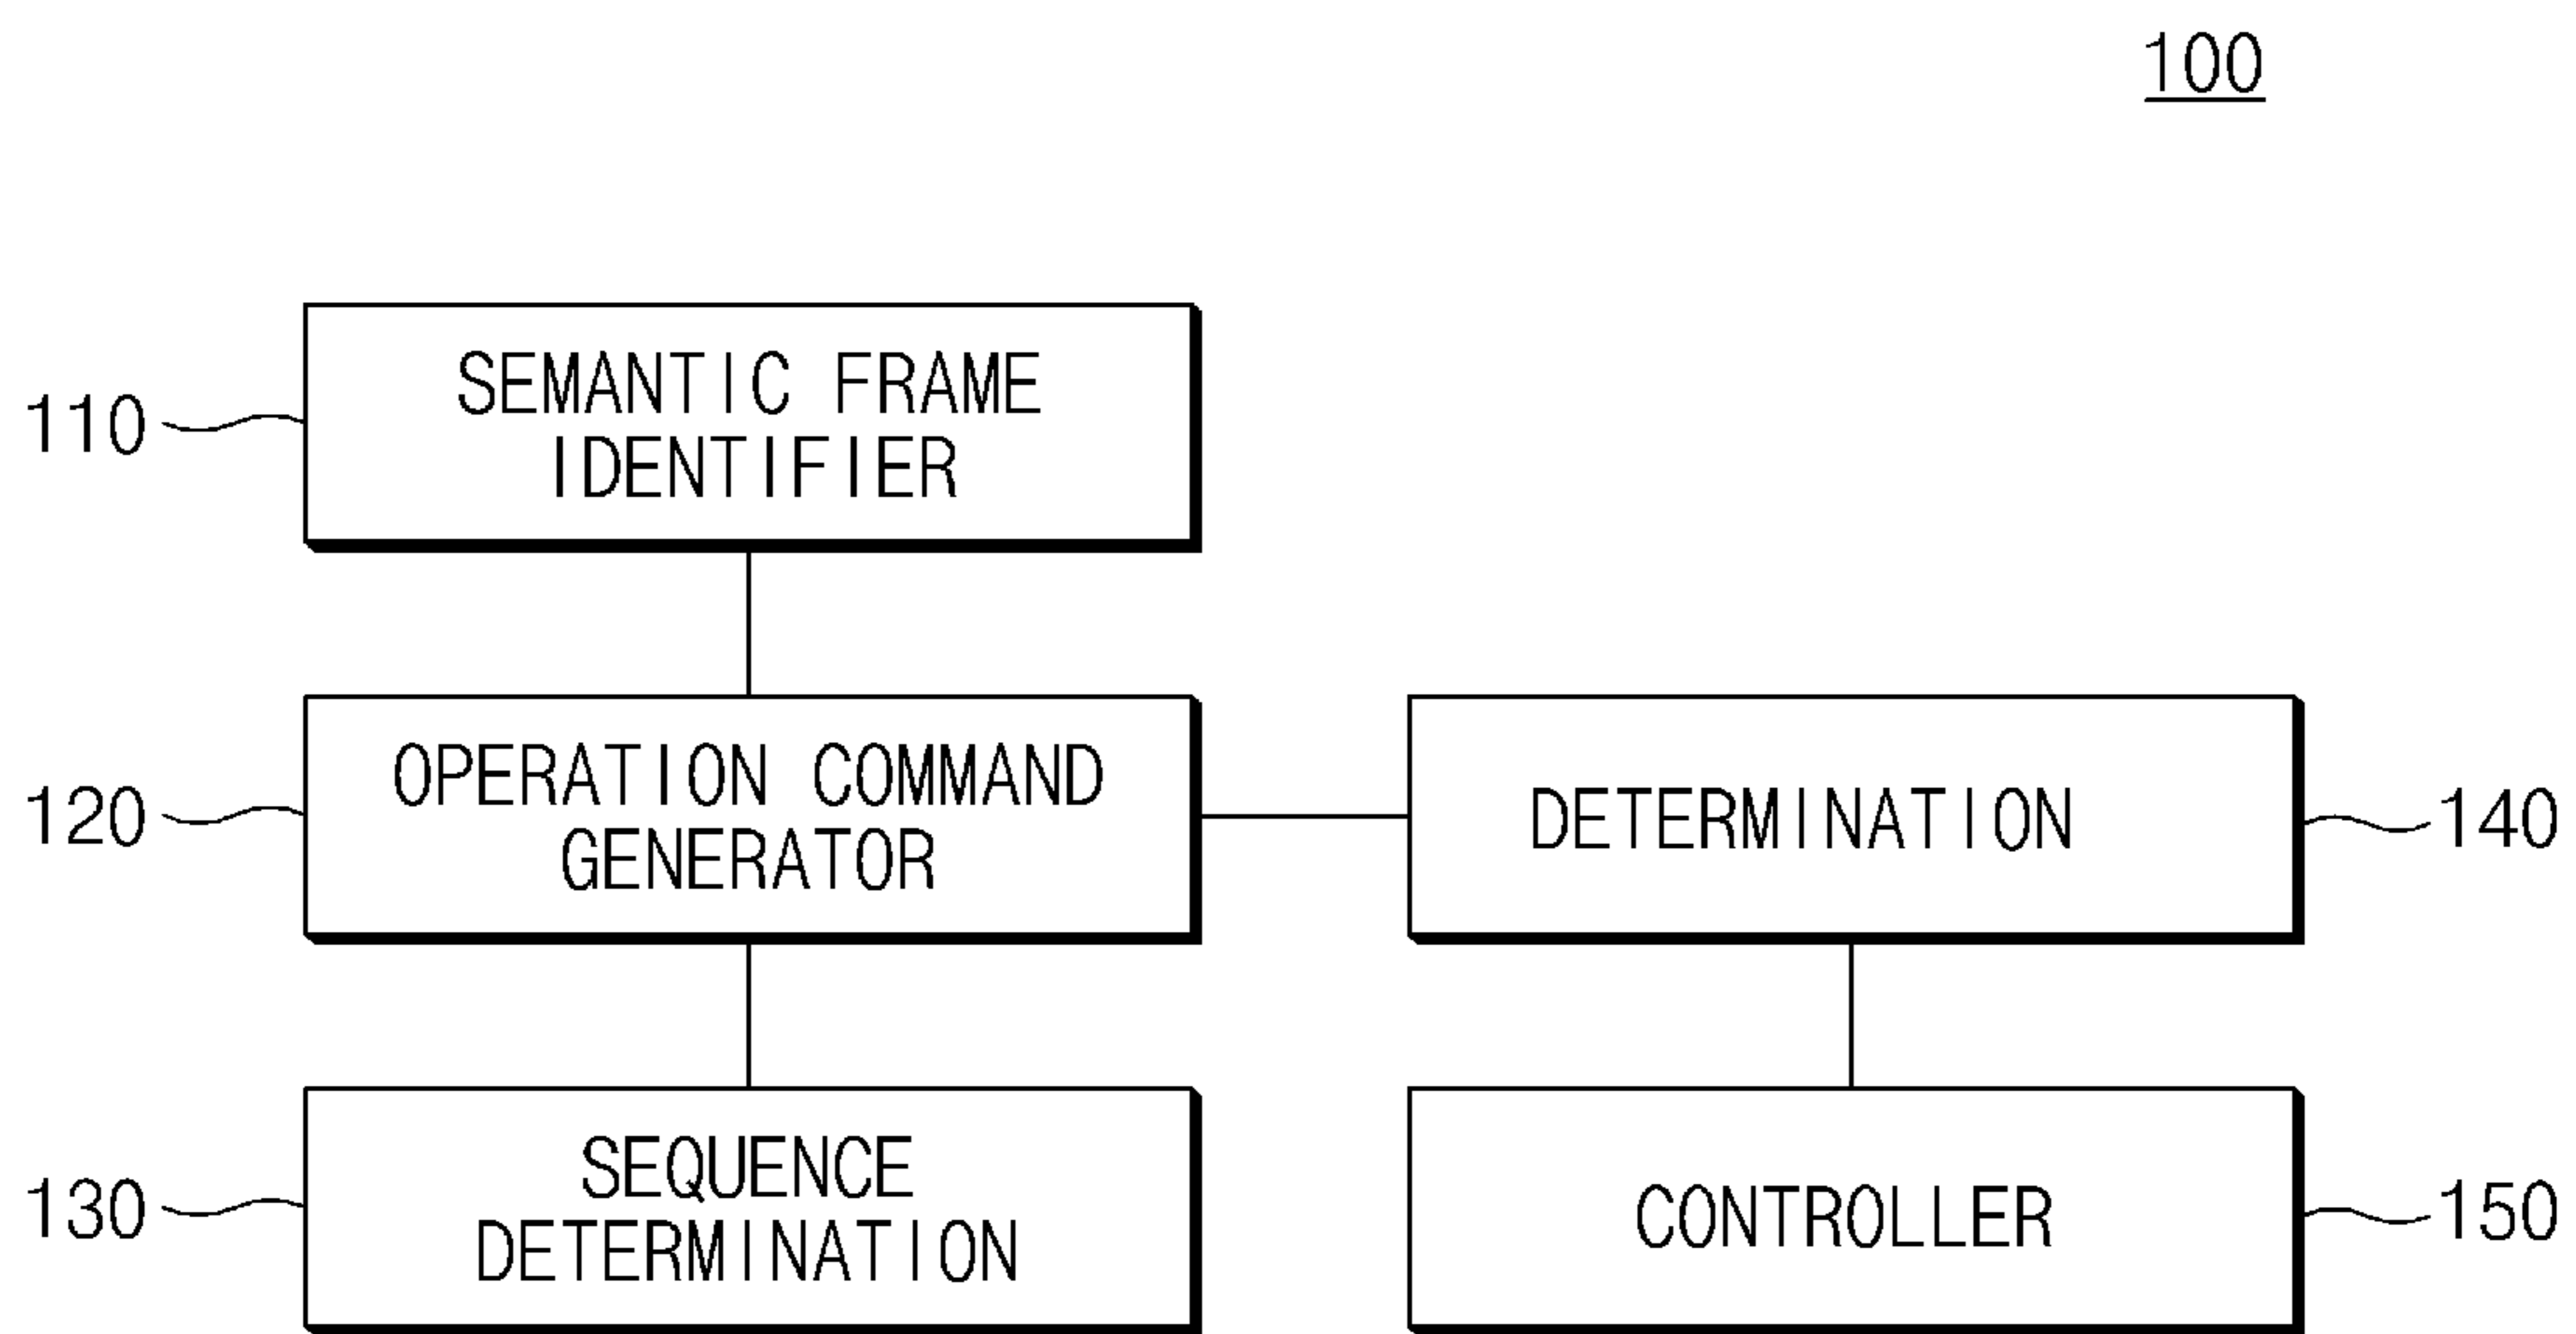 100
110
SEMANTIC FRAME
IDENTIFIER
120
OPERATION COMMAND
GENERATOR
DETERMINATION
140
130
SEQUENCE
DETERMINATION
CONTROLLER
150